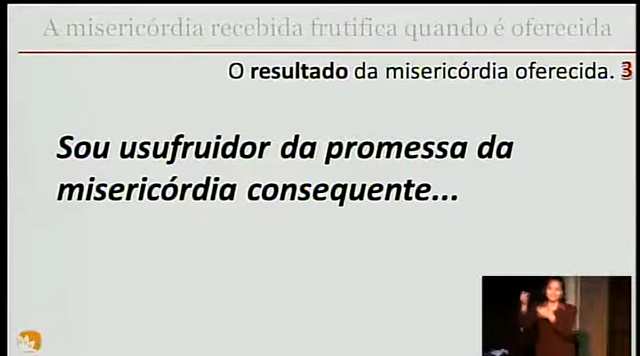 A misericórdia recebida frutifica quando é oferecida
O resultado da misericórdia oferecida. 3
Sou usufruidor da promessa da
misericórdia consequente...